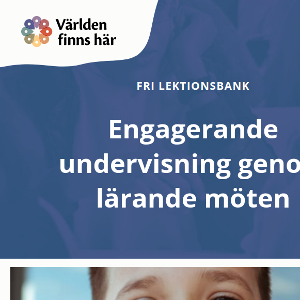 Världen
finns här
FRI LEKTIONSBANK
Engagerande
undervisning geno
lärande möten